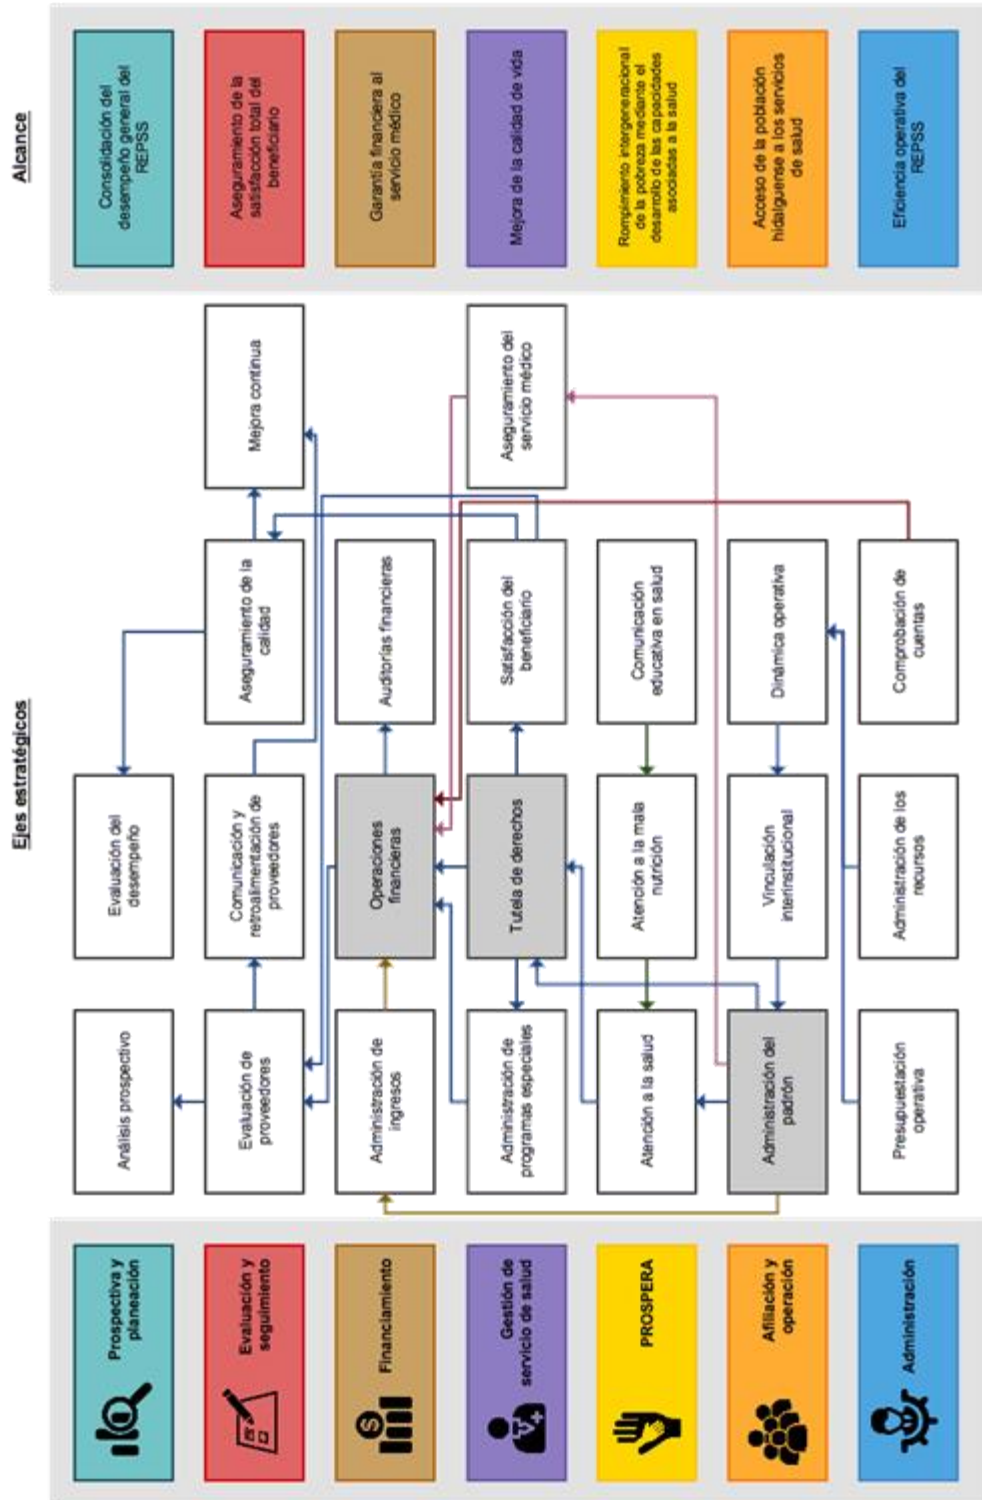 Ejes estratégicos
Alcance
Prospectiva y
planeación
Análisis prospectivo
Evaluación del
desempeño
Consolidación del
desempeño general del
REPSS
Evaluación y
seguimiento
Evaluación de
proveedores
Comunicación y
retroalimentación de
proveedores
Aseguramiento de la
calidad
Mejora continua
Aseguramiento de la
satisfacción total del
beneficiario
Financiamiento
Administración de
ingresos
Operaciones
financieras
Auditorías financieras
Garantía financiera al
servicio médico
Gestión de
servicio de salud
Administración de
programas especiales
Tutela de derechos
Satisfacción del
beneficiario
Aseguramiento del
servicio médico
Mejora de la calidad de vida
PROSPERA
Atención a la salud
Atención a la mala
nutrición
Comunicación
educativa en salud
Rompimiento intergeneracional
de la pobreza mediante el
desarrollo de las capacidades
asociadas a la salud
Afiliación y
operación
Administración del
padrón
Vinculación
interinstitucional
Dinámica operativa
Acceso de la población
hidalguense a los servicios
de salud
Administración
Presupuestación
operativa
Administración de los
recursos
Comprobación de
cuentas
Eficiencia operativa del
REPSS